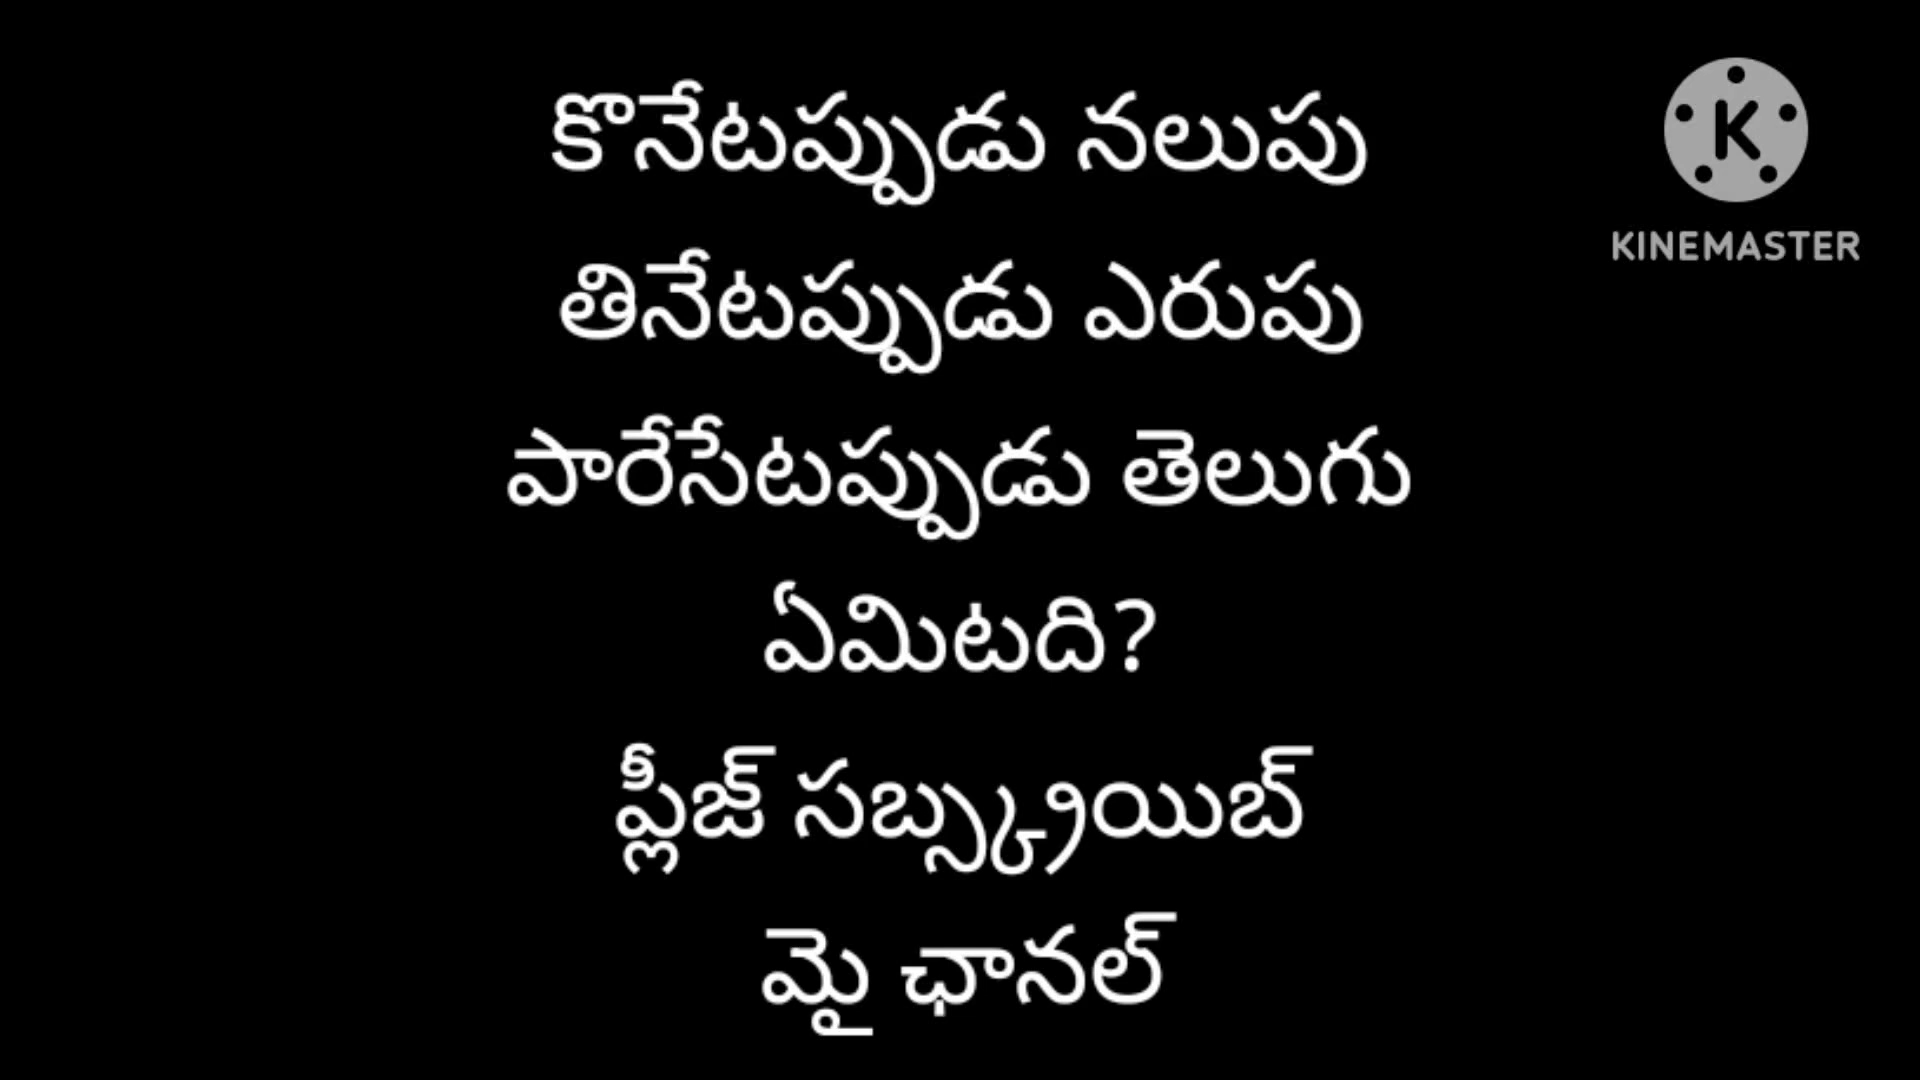 కొనేటప్పుడు నలుపు
KINEMASTER
తినేటప్పుడు ఎరుపు
పారేసేటప్పుడు తెలుగు
ఏమిటది?
ప్లీజ్ సబ్స్క్రయిబ్
మై ఛానల్